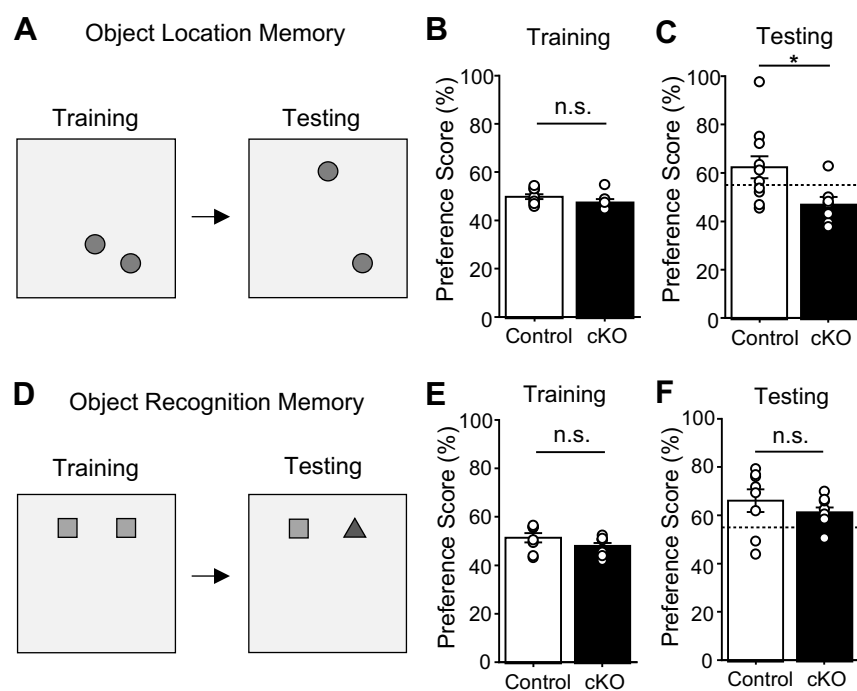 A
Object Location Memory
Training
Testing
B
Training
Preference Score (%)
100
80
60
40
20
0
n.s.
Control
cKO
C
Testing
Preference Score (%)
100
80
60
40
20
0
*
Control
cKO
D
Object Recognition Memory
Training
Testing
E
Training
Preference Score (%)
100
80
60
40
20
0
n.s.
Control
cKO
F
Testing
Preference Score (%)
100
80
60
40
20
0
n.s.
Control
cKO